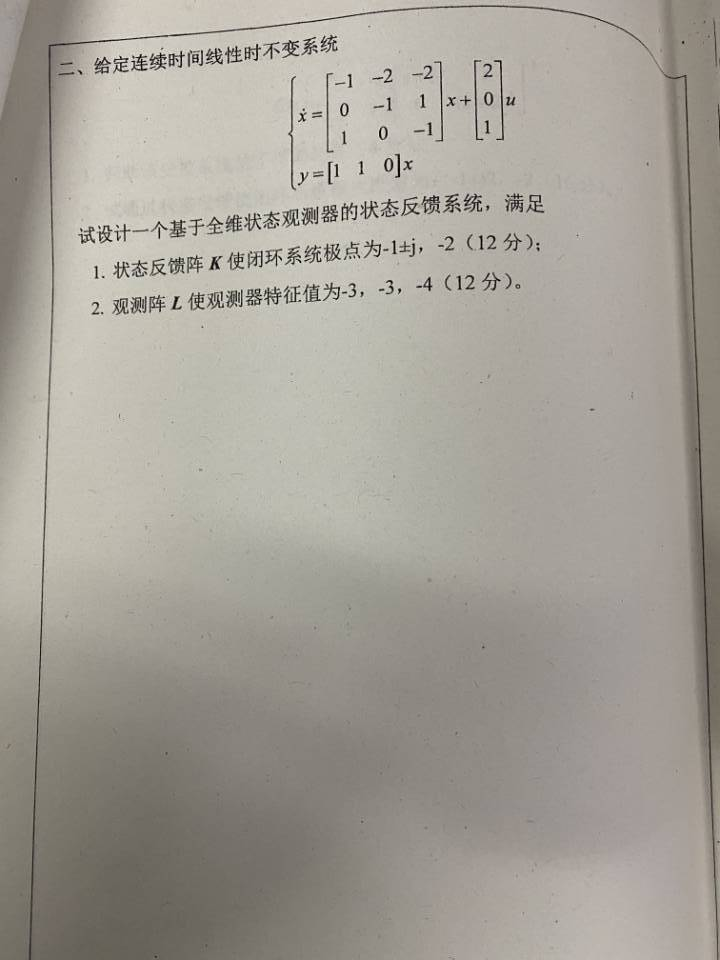 二、给定连续时间线性时不变系统
ẋ = [−1 −2 −2; 0 −1 1; 1 0 −1] x + [2; 0; 1] u
y = [1 1 0] x
试设计一个基于全维状态观测器的状态反馈系统，满足
1. 状态反馈阵 K 使闭环系统极点为-1±j，-2（12 分）；
2. 观测阵 L 使观测器特征值为-3，-3，-4（12 分）。